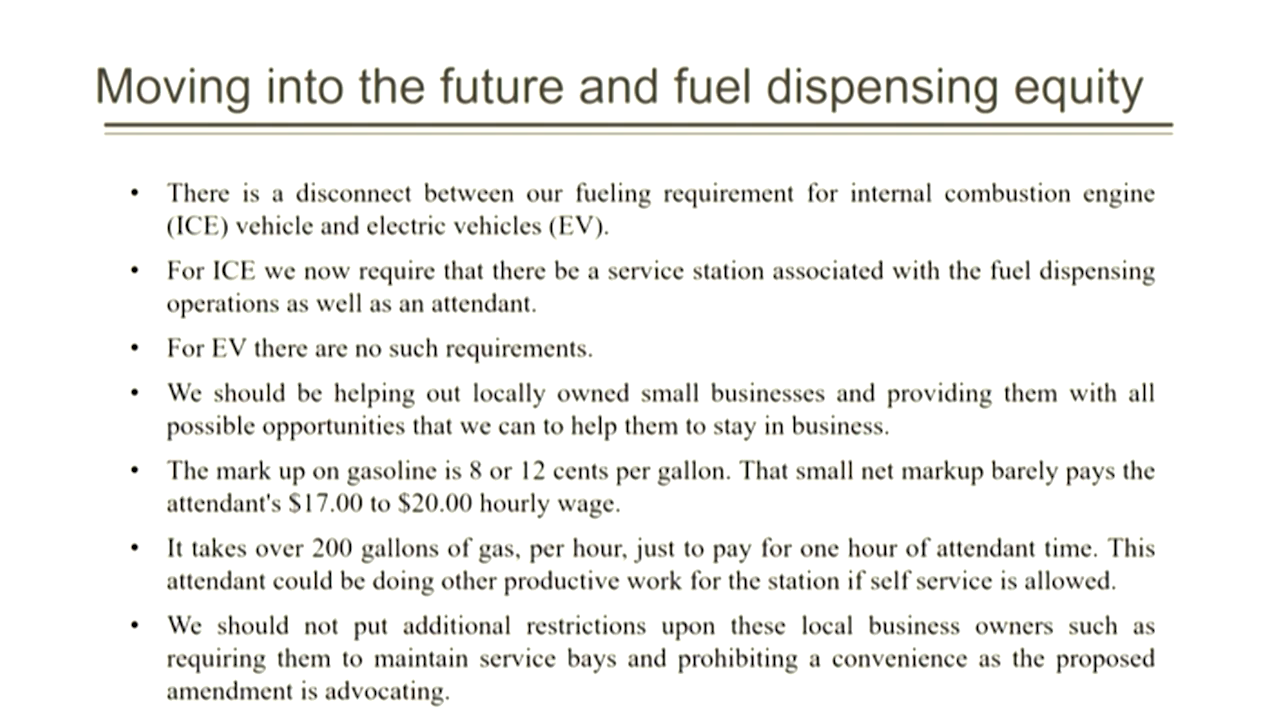 Moving into the future and fuel dispensing equity
• There is a disconnect between our fueling requirement for internal combustion engine
(ICE) vehicle and electric vehicles (EV).
• For ICE we now require that there be a service station associated with the fuel dispensing
operations as well as an attendant.
• For EV there are no such requirements.
• We should be helping out locally owned small businesses and providing them with all
possible opportunities that we can to help them to stay in business.
• The mark up on gasoline is 8 or 12 cents per gallon. That small net markup barely pays the
attendant's $17.00 to $20.00 hourly wage.
• It takes over 200 gallons of gas, per hour, just to pay for one hour of attendant time. This
attendant could be doing other productive work for the station if self service is allowed.
• We should not put additional restrictions upon these local business owners such as
requiring them to maintain service bays and prohibiting a convenience as the proposed
amendment is advocating.